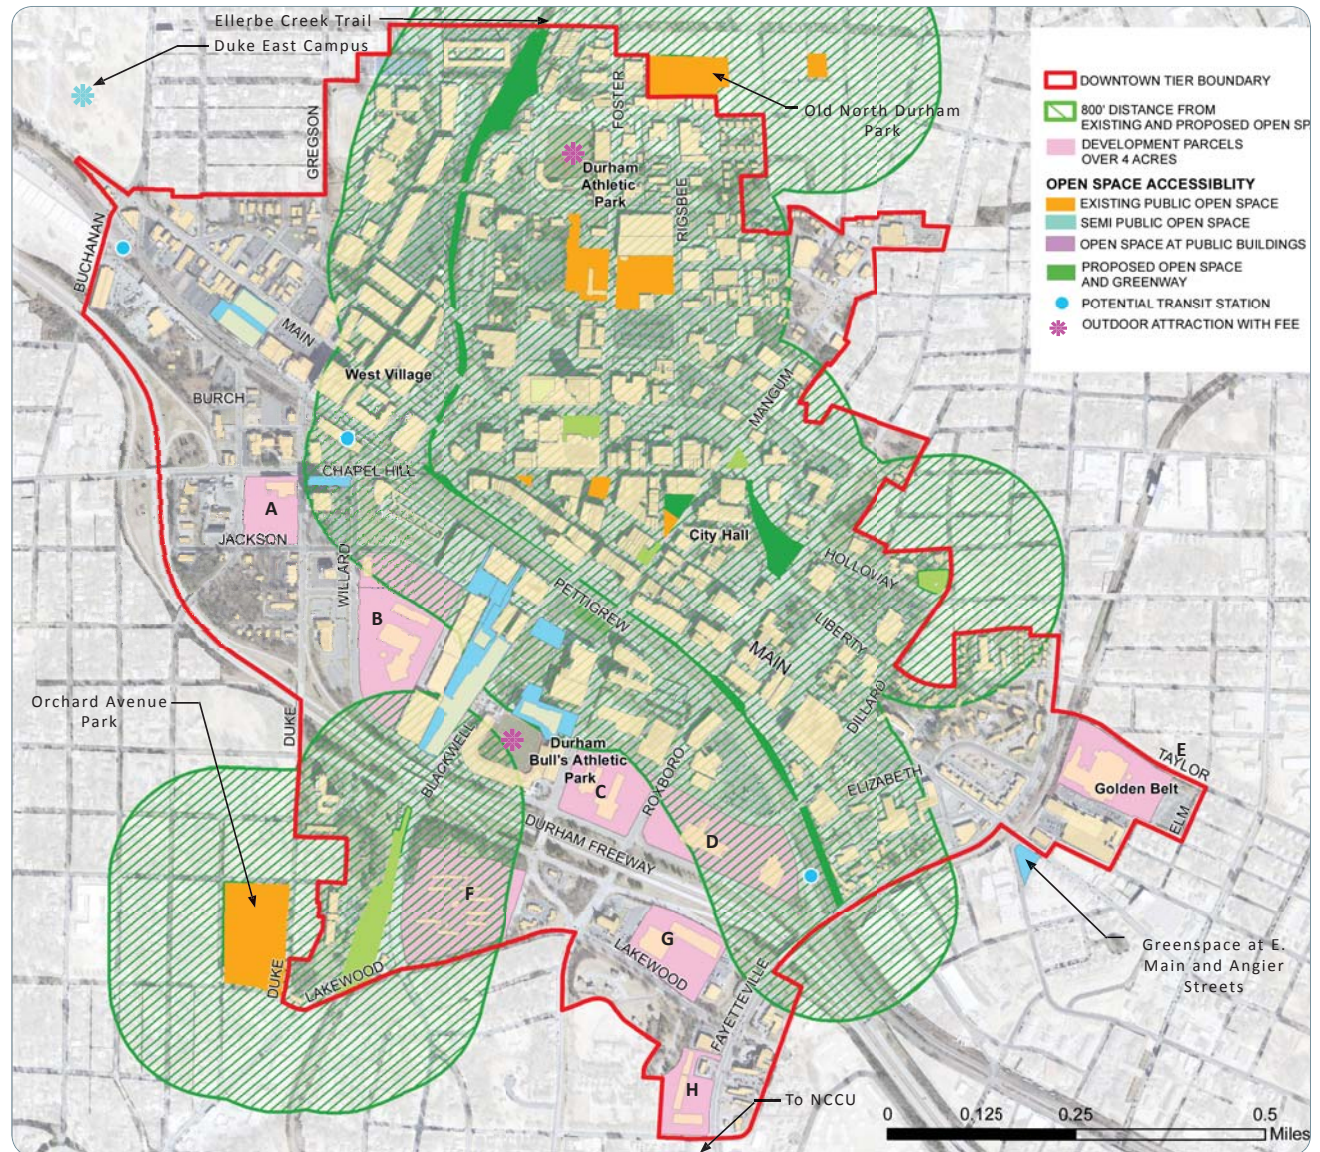 Ellerbe Creek Trail
Duke East Campus
GREGSON
FOSTER
Old North Durham
Park
DOWNTOWN TIER BOUNDARY
800' DISTANCE FROM
EXISTING AND PROPOSED OPEN SP
DEVELOPMENT PARCELS
OVER 4 ACRES
OPEN SPACE ACCESSIBLITY
EXISTING PUBLIC OPEN SPACE
SEMI PUBLIC OPEN SPACE
OPEN SPACE AT PUBLIC BUILDINGS
PROPOSED OPEN SPACE
AND GREENWAY
POTENTIAL TRANSIT STATION
OUTDOOR ATTRACTION WITH FEE
Durham
Athletic
Park
RIGSBEE
BUCHANAN
MAIN
West Village
BURCH
MANGUM
CHAPEL HILL
A
JACKSON
City Hall
HOLLOWAY
WILLARD
PETTIGREW
B
LIBERTY
MAIN
DILLARD
Orchard Avenue
Park
DUKE
BLACKWELL
Durham
Bull's Athletic
Park
C
ROXBORO
ELIZABETH
E
TAYLOR
Golden Belt
ELM
DURHAM FREEWAY
D
F
G
LAKEWOOD
DUKE
LAKEWOOD
FAYETTEVILLE
Greenspace at E.
Main and Angier
Streets
H
To NCCU
0 0.125 0.25 0.5
Miles